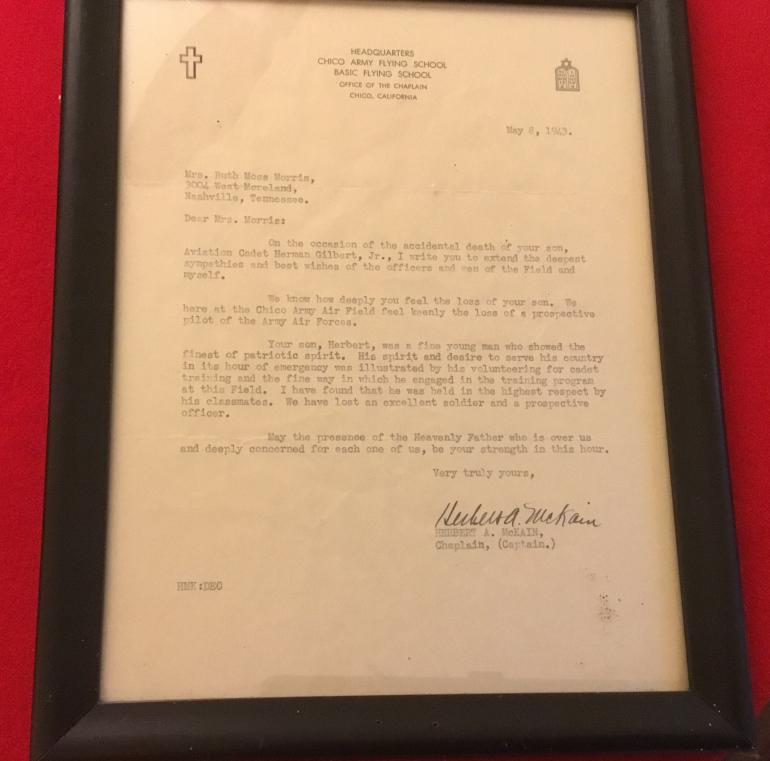 HEADQUARTERS
CHICO ARMY FLYING SCHOOL
BASIC FLYING SCHOOL
OFFICE OF THE CHAPLAIN
CHICO, CALIFORNIA
May 8, 1943.
Mrs. Ruth Moss Morris,
3004 West Moreland,
Nashville, Tennessee.
Dear Mrs. Morris:
On the occasion of the accidental death of your son,
Aviation Cadet Herman Gilbert, Jr., I write you to extend the deepest
sympathies and best wishes of the officers and men of the Field and
myself.
We know how deeply you feel the loss of your son. We
here at the Chico Army Air Field feel keenly the loss of a prospective
pilot of the Army Air Forces.
Your son, Herbert, was a fine young man who showed the
finest of patriotic spirit. His spirit and desire to serve his country
in its hour of emergency was illustrated by his volunteering for cadet
training and the fine way in which he engaged in the training program
at this Field. I have found that he was held in the highest respect by
his classmates. We have lost an excellent soldier and a prospective
officer.
May the presence of the Heavenly Father who is over us
and deeply concerned for each one of us, be your strength in this hour.
Very truly yours,
Herbert A. McKain
HERBERT A. McKAIN,
Chaplain, (Captain.)
HMK:DEG